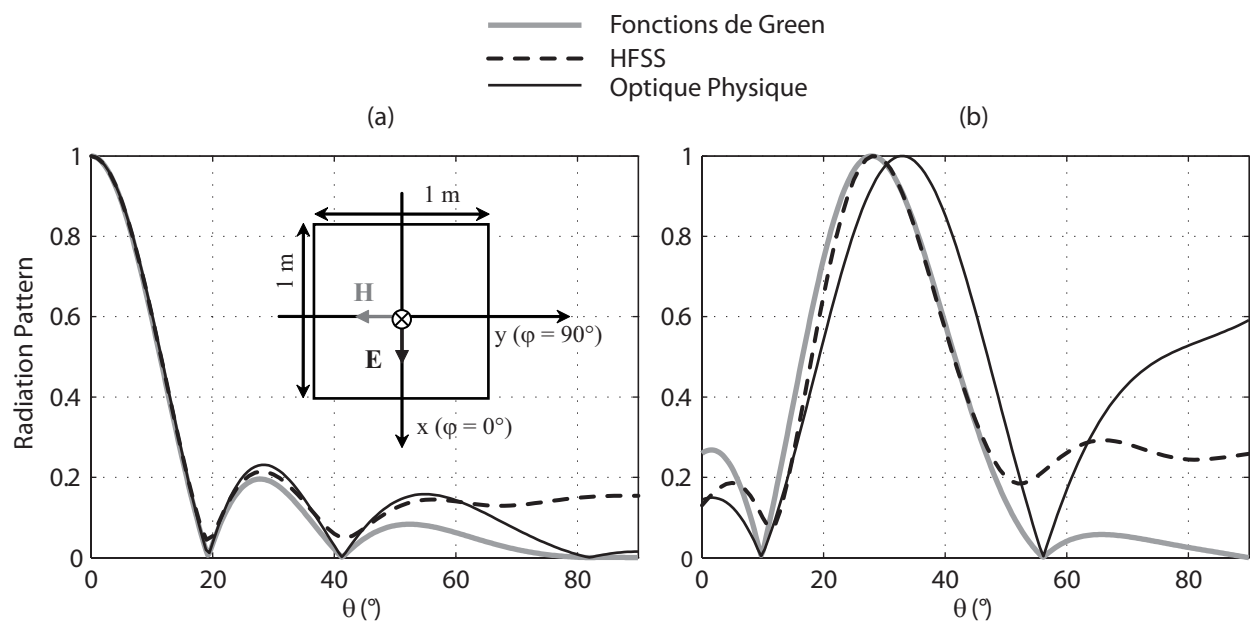 Fonctions de Green
HFSS
Optique Physique
(a)
(b)
Radiation Pattern
1
0.8
0.6
0.4
0.2
0
0
20
40
60
80
θ (°)
1 m
1 m
H
E
y (φ = 90°)
x (φ = 0°)
1
0.8
0.6
0.4
0.2
0
0
20
40
60
80
θ (°)